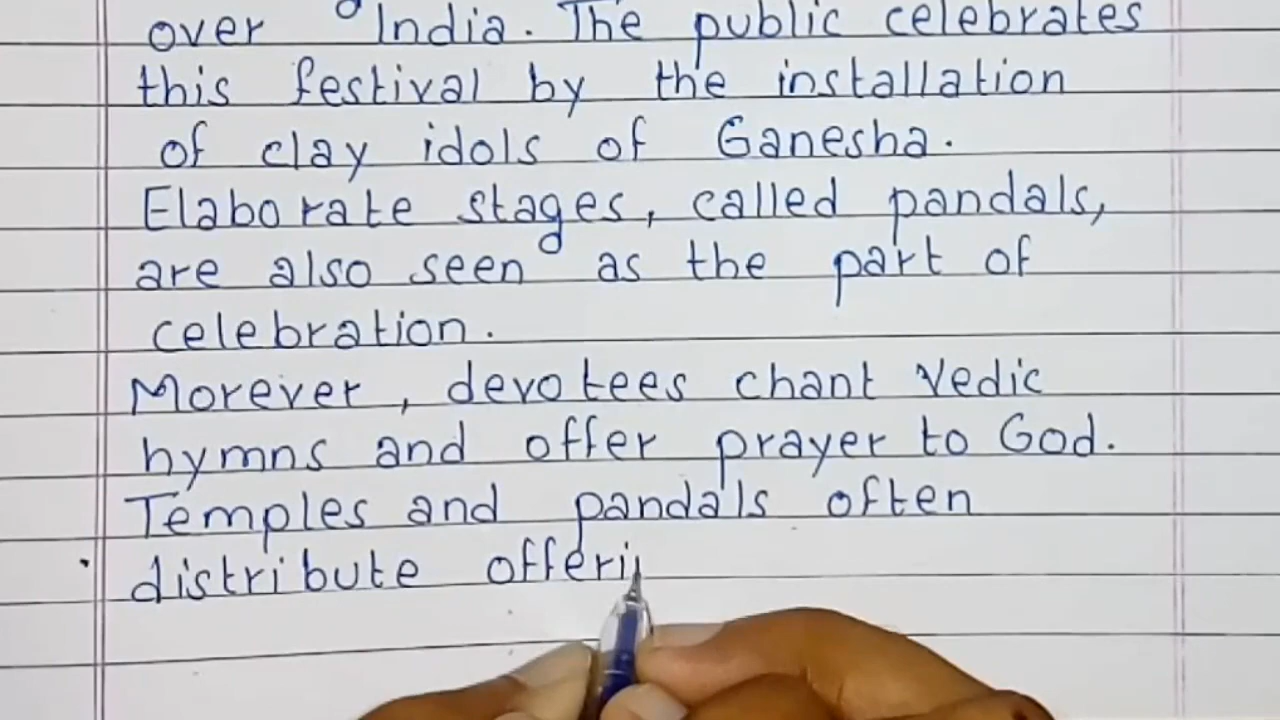 over India. The public celebrates
this festival by the installation
of clay idols of Ganesha.
Elaborate stages, called pandals,
are also seen as the part of
celebration.
Morever, devotees chant Vedic
hymns and offer prayer to God.
Temples and pandals often
distribute offeri